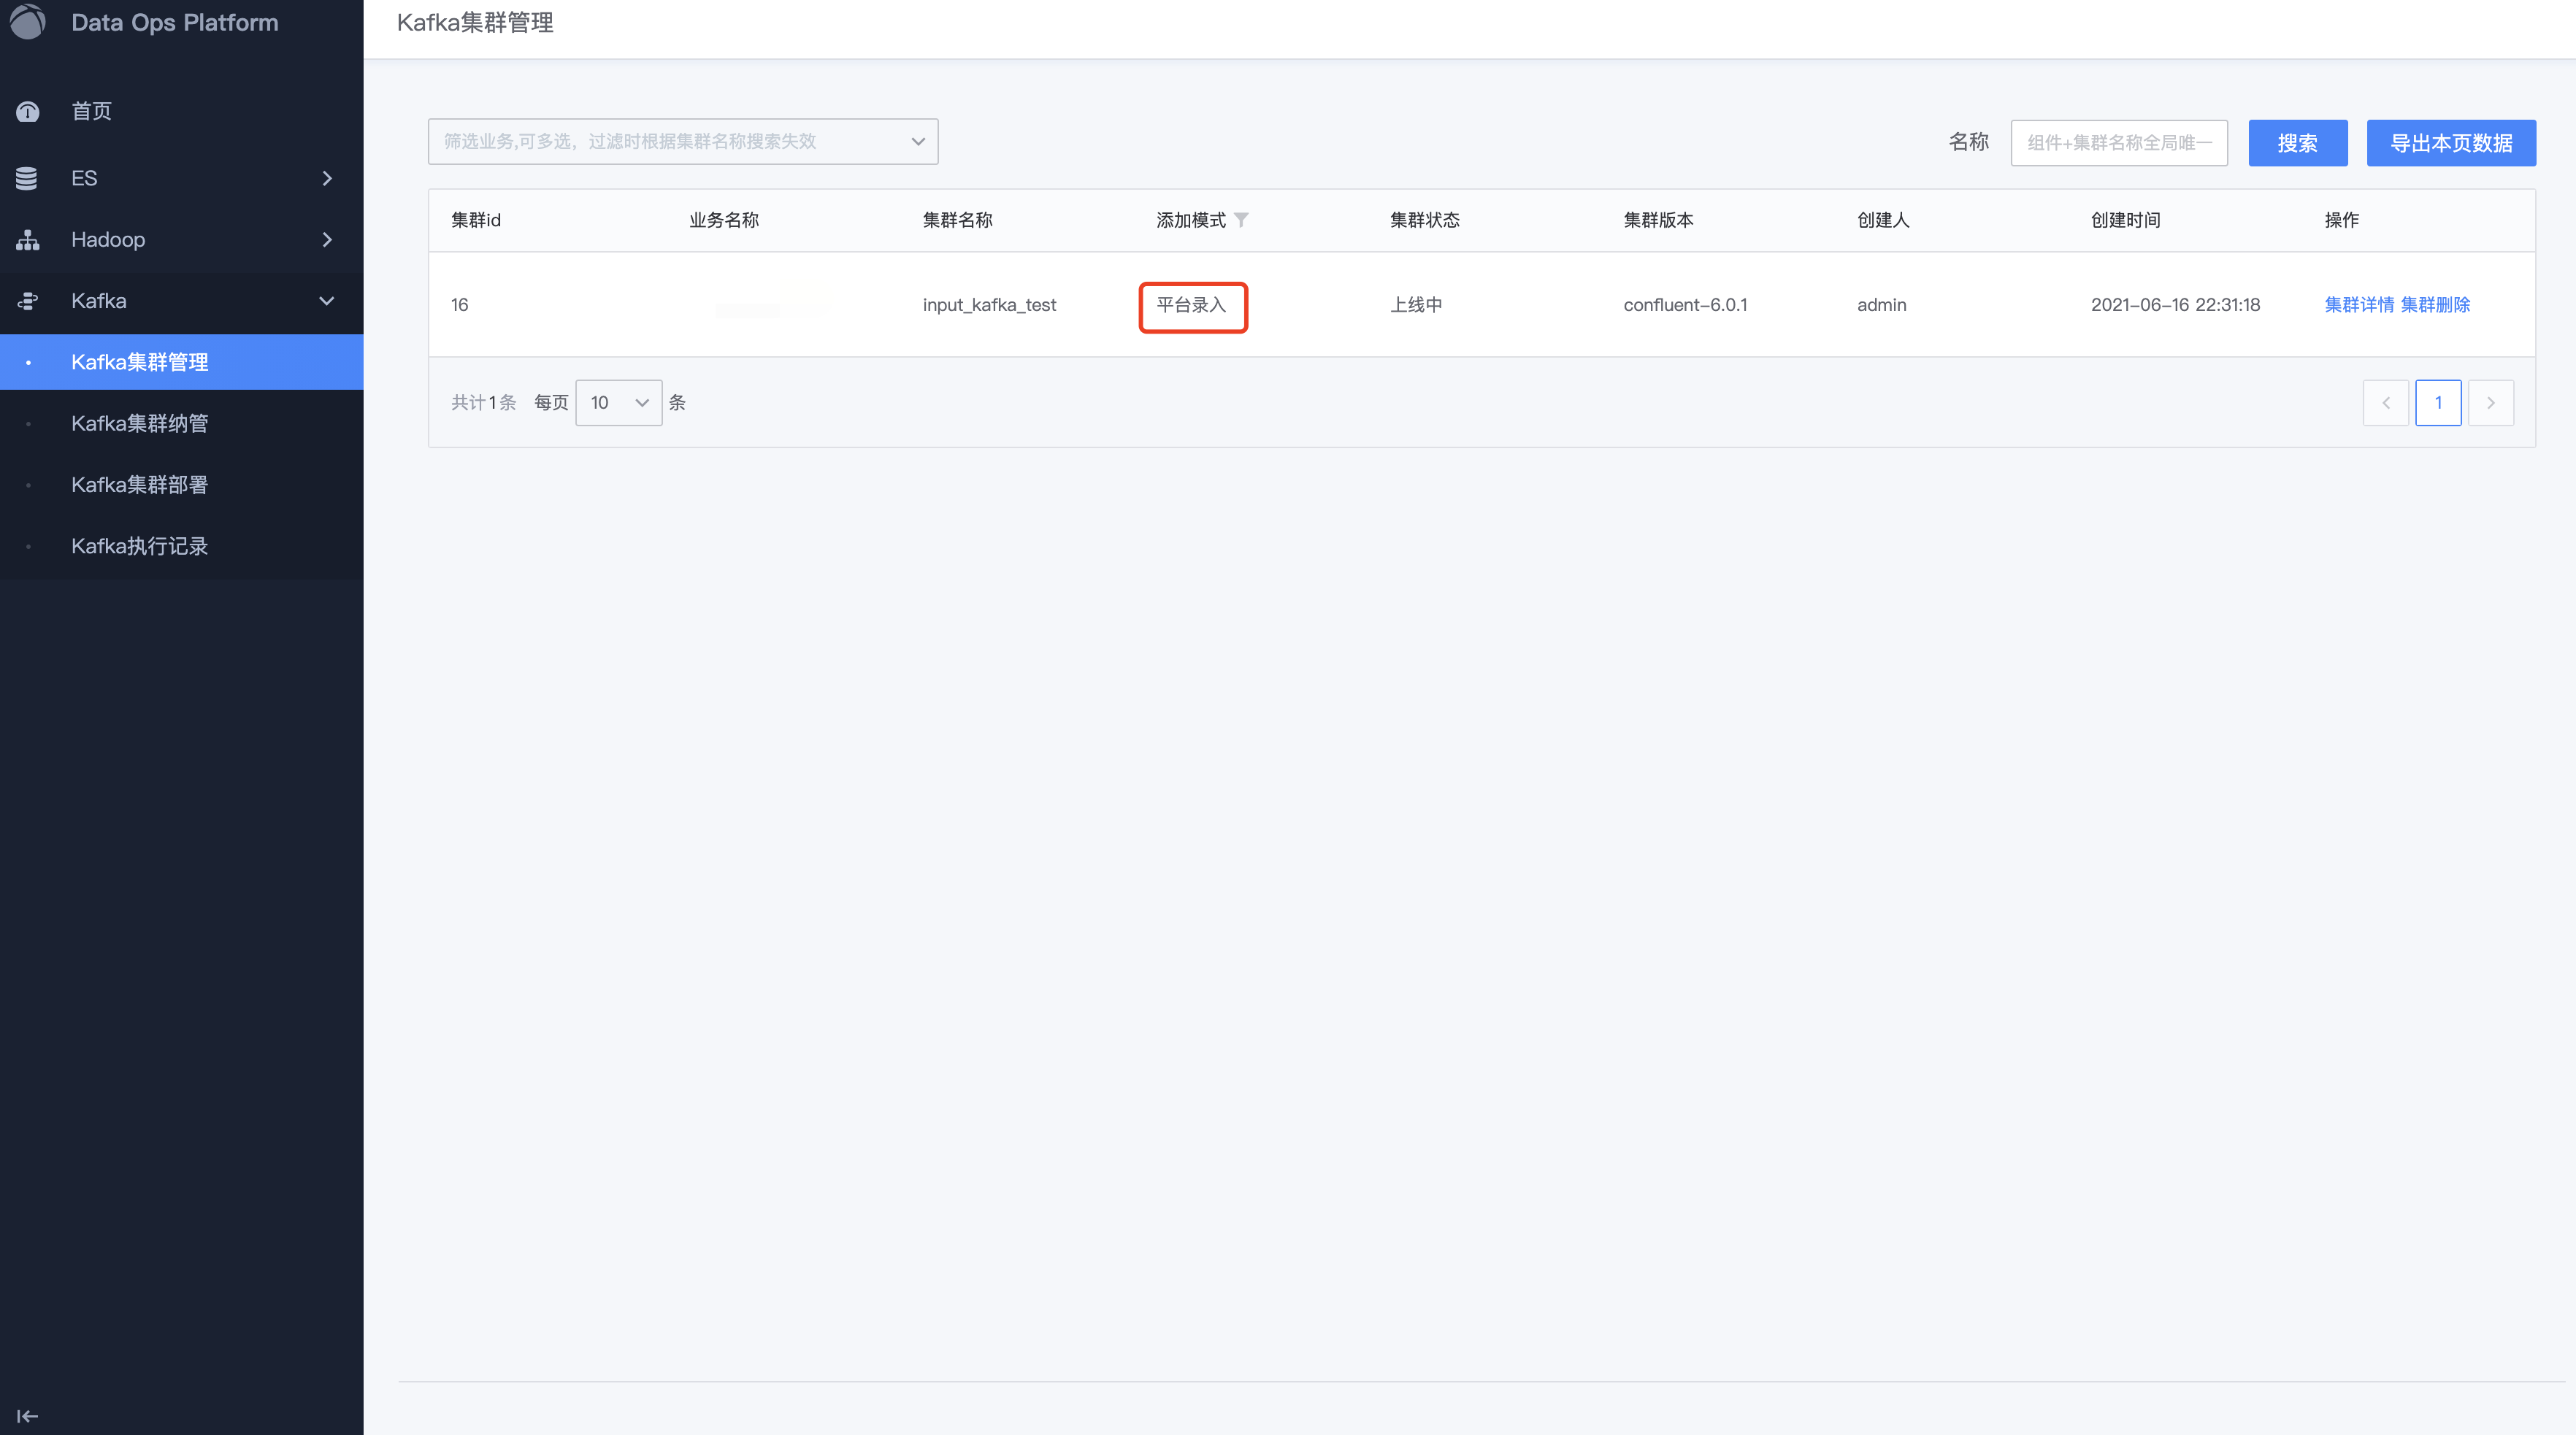 Data Ops Platform
Kafka集群管理
首页
ES
Hadoop
Kafka
Kafka集群管理
Kafka集群纳管
Kafka集群部署
Kafka执行记录
筛选业务,可多选，过滤时根据集群名称搜索失效
名称 组件+集群名称全局唯一 搜索 导出本页数据
集群id 业务名称 集群名称 添加模式 集群状态 集群版本 创建人 创建时间 操作
16 input_kafka_test 平台录入 上线中 confluent-6.0.1 admin 2021-06-16 22:31:18 集群详情 集群删除
共计1条 每页 10 条 1